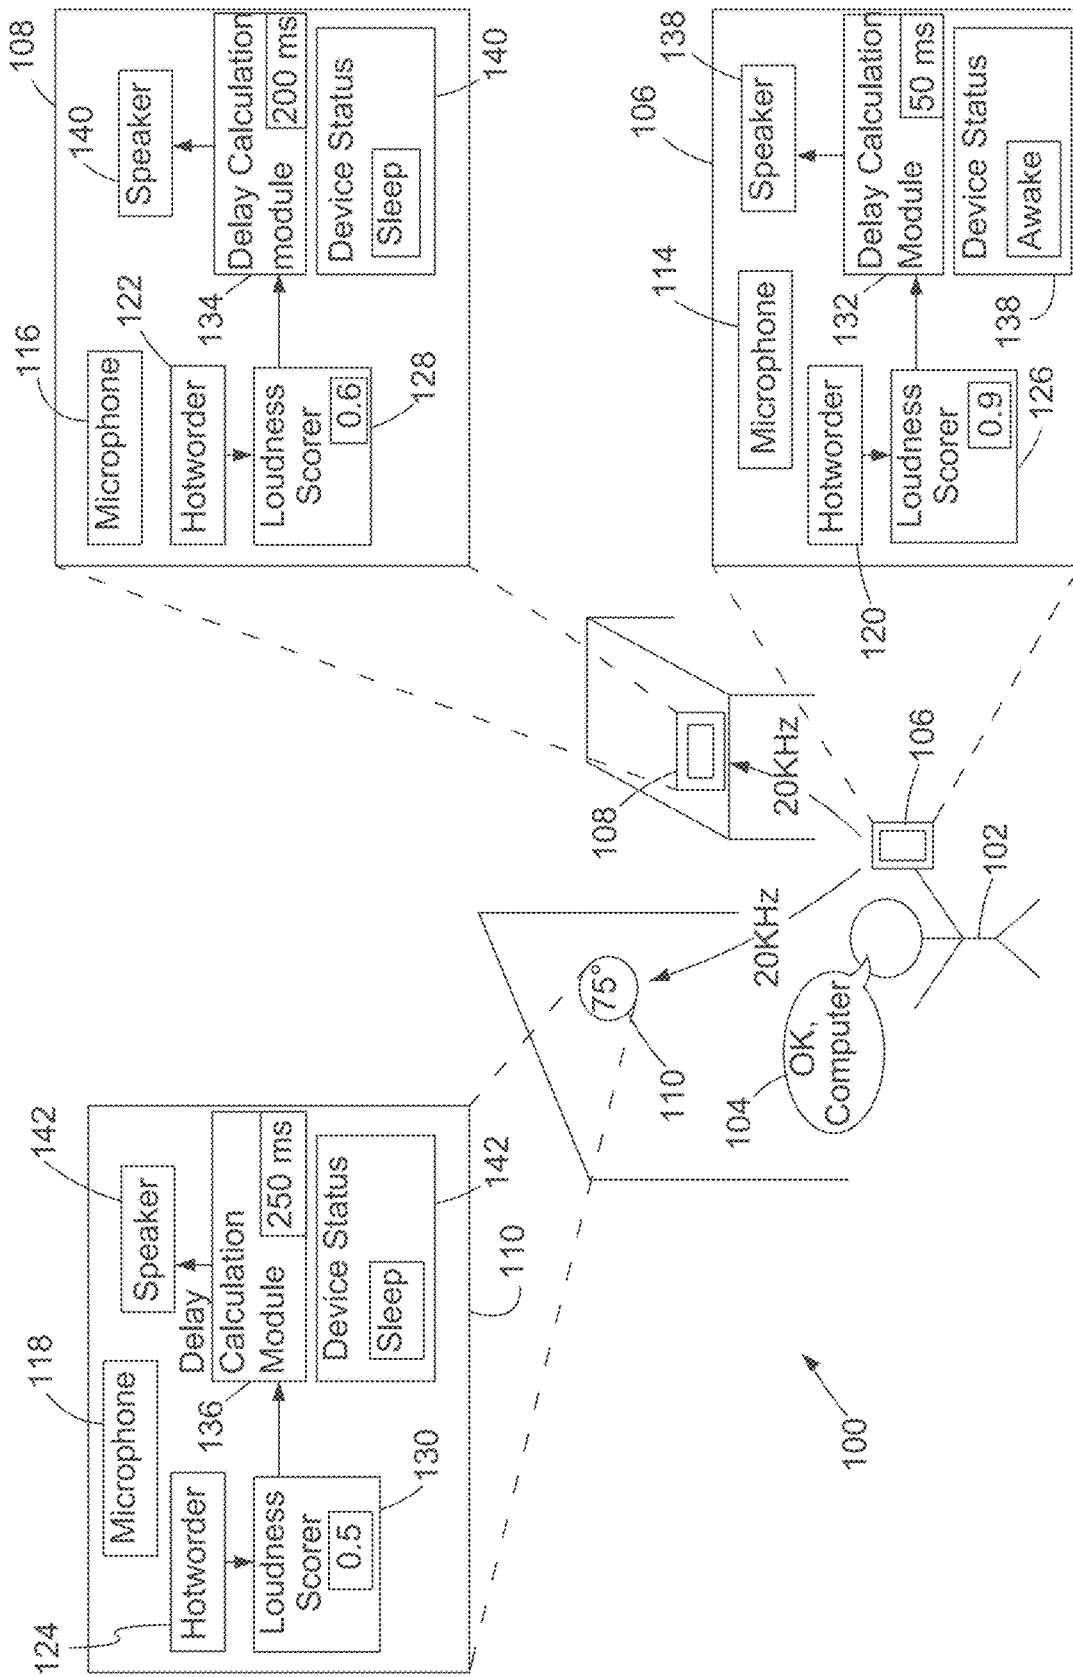 142
118
Microphone
Speaker
124
Hotworder
Delay
Calculation
Module
250 ms
136
Loudness
Scorer
0.5
130
Device Status
Sleep
142
110
116
140
108
Microphone
Speaker
122
Hotworder
Delay Calculation
module
200 ms
134
Loudness
Scorer
0.6
128
Device Status
Sleep
140
75°
110
108
20KHz
20KHz
104
OK,
Computer
106
102
100
114
138
106
Microphone
Speaker
Hotworder
120
Delay Calculation
Module
50 ms
132
Loudness
Scorer
0.9
126
Device Status
Awake
138